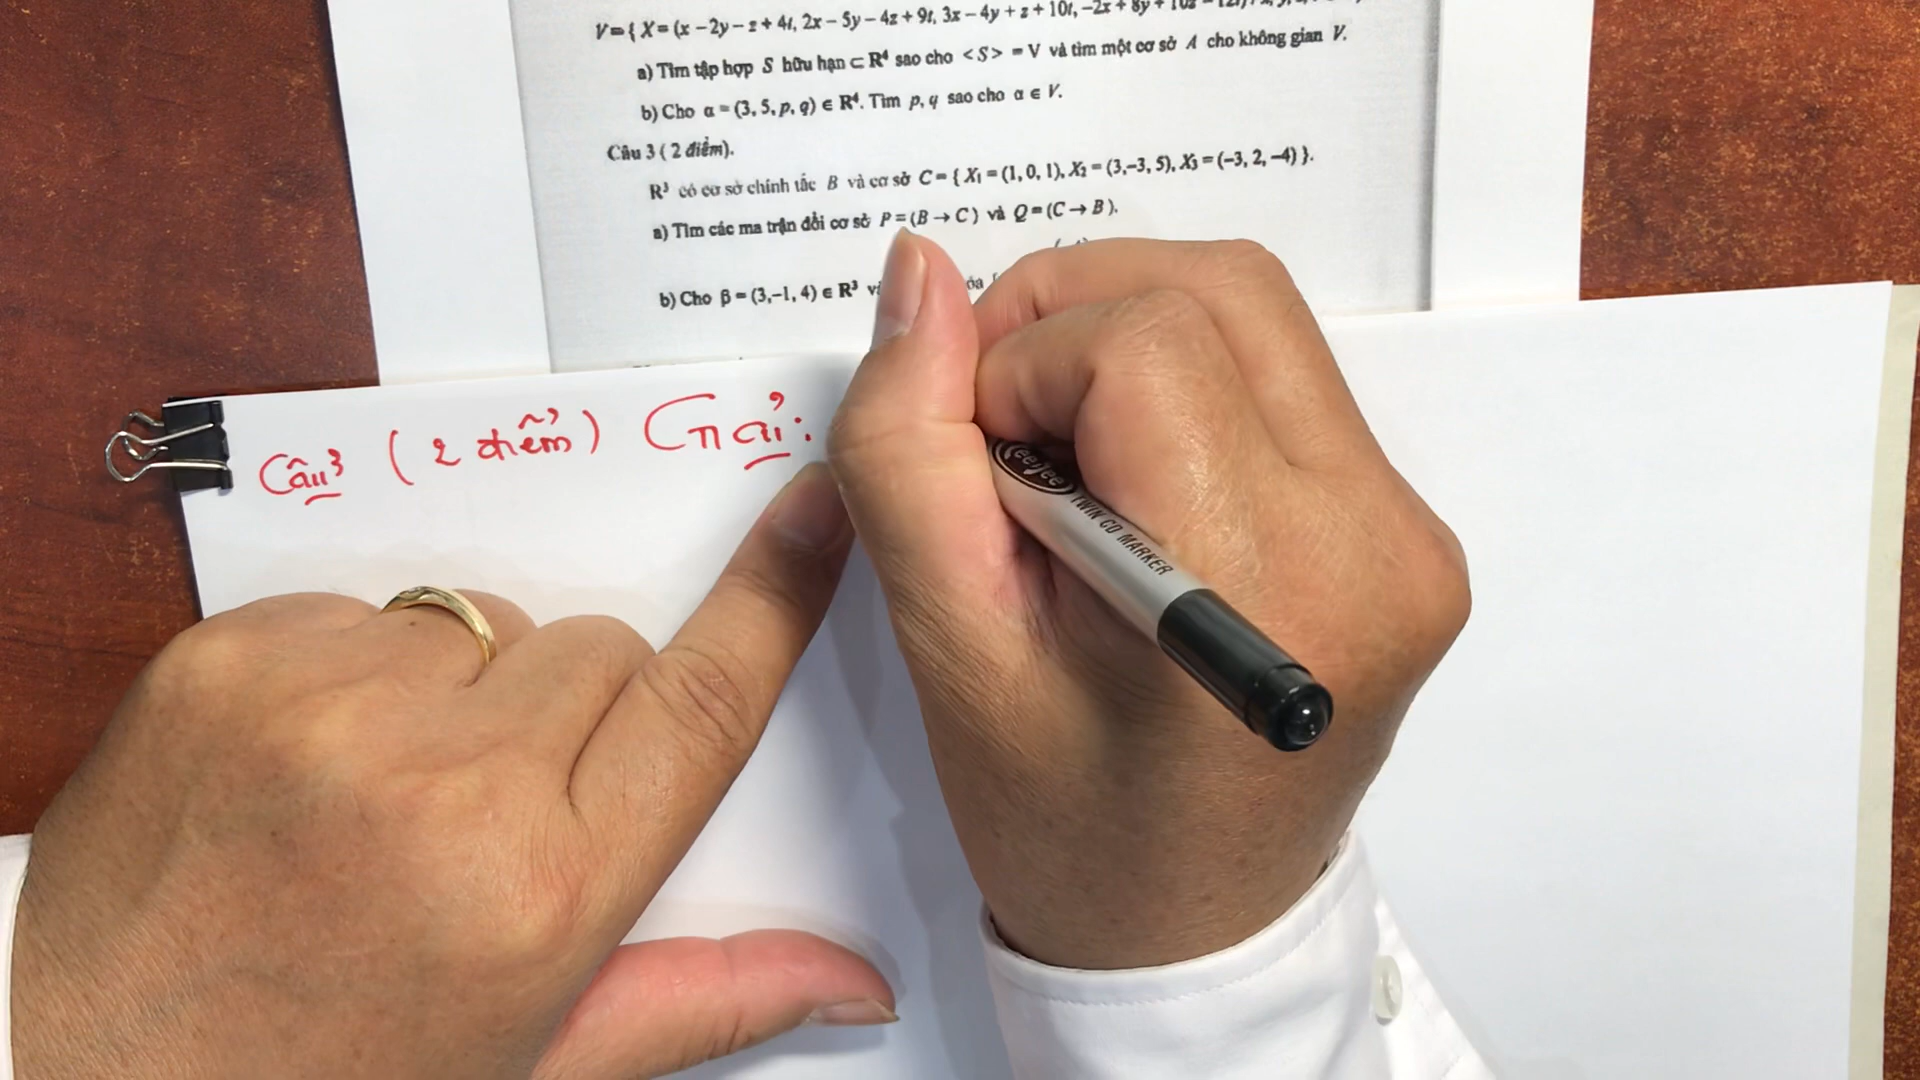 V = { X = (x – 2y – z + 4t, 2x – 5y – 4z + 9t, 3x – 4y + z + 10t, –2x + 8y +
a) Tìm tập hợp S hữu hạn ⊂ R⁴ sao cho <S> = V và tìm một cơ sở A cho không gian V.
b) Cho α = (3, 5, p, q) ∈ R⁴. Tìm p, q sao cho α ∈ V.
Câu 3 ( 2 điểm).
R³ có cơ sở chính tắc B và cơ sở C = { X₁ = (1, 0, 1), X₂ = (3,–3, 5), X₃ = (–3, 2, –4) }.
a) Tìm các ma trận đổi cơ sở P = (B → C ) và Q = (C → B ).
b) Cho β = (3,–1, 4) ∈ R³
Câu 3 ( 2 điểm ) Giải:
TeeJee TWIN CD MARKER